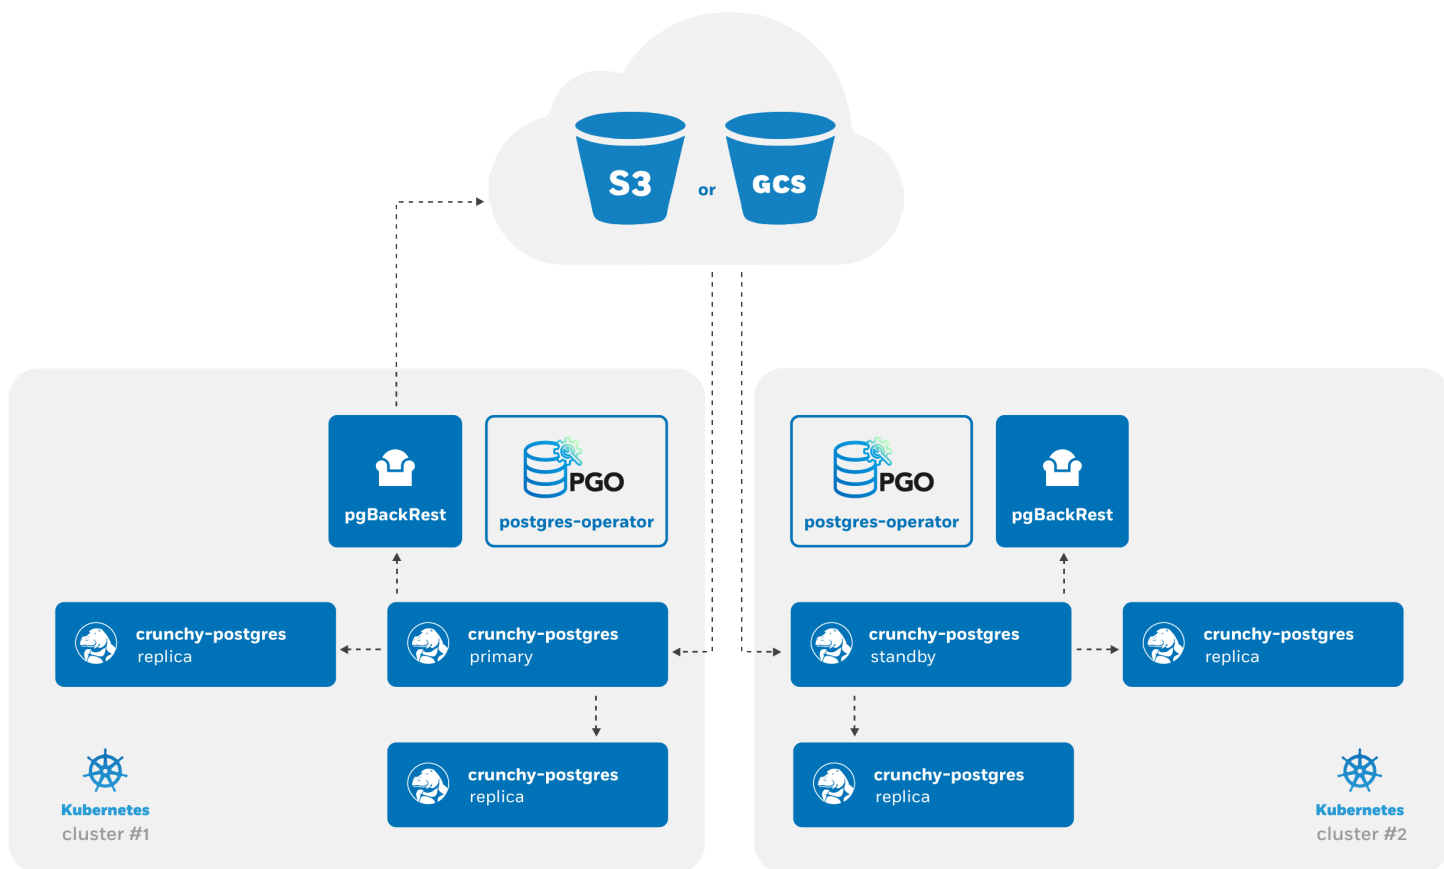 S3
or
GCS
pgBackRest
PGO
postgres-operator
crunchy-postgres
replica
crunchy-postgres
primary
crunchy-postgres
replica
Kubernetes
cluster #1
PGO
postgres-operator
pgBackRest
crunchy-postgres
standby
crunchy-postgres
replica
crunchy-postgres
replica
Kubernetes
cluster #2